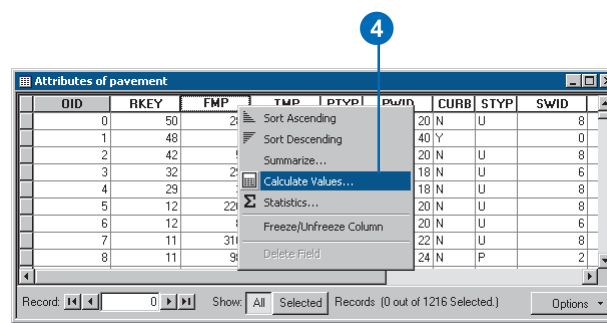 4
Attributes of pavement
OID RKEY FMP TMP PTYP PWID CURB STYP SWID
0 50 20 N U 8
1 48 40 Y 0
2 42 20 N U 8
3 32 18 N U 6
4 29 18 N U 8
5 12 20 N U 8
6 12 20 N U 6
7 11 22 N U 8
8 11 24 N P 2
Sort Ascending
Sort Descending
Summarize...
Calculate Values...
Σ Statistics...
Freeze/Unfreeze Column
Delete Field
Record: 0 Show: All Selected Records (0 out of 1216 Selected.) Options